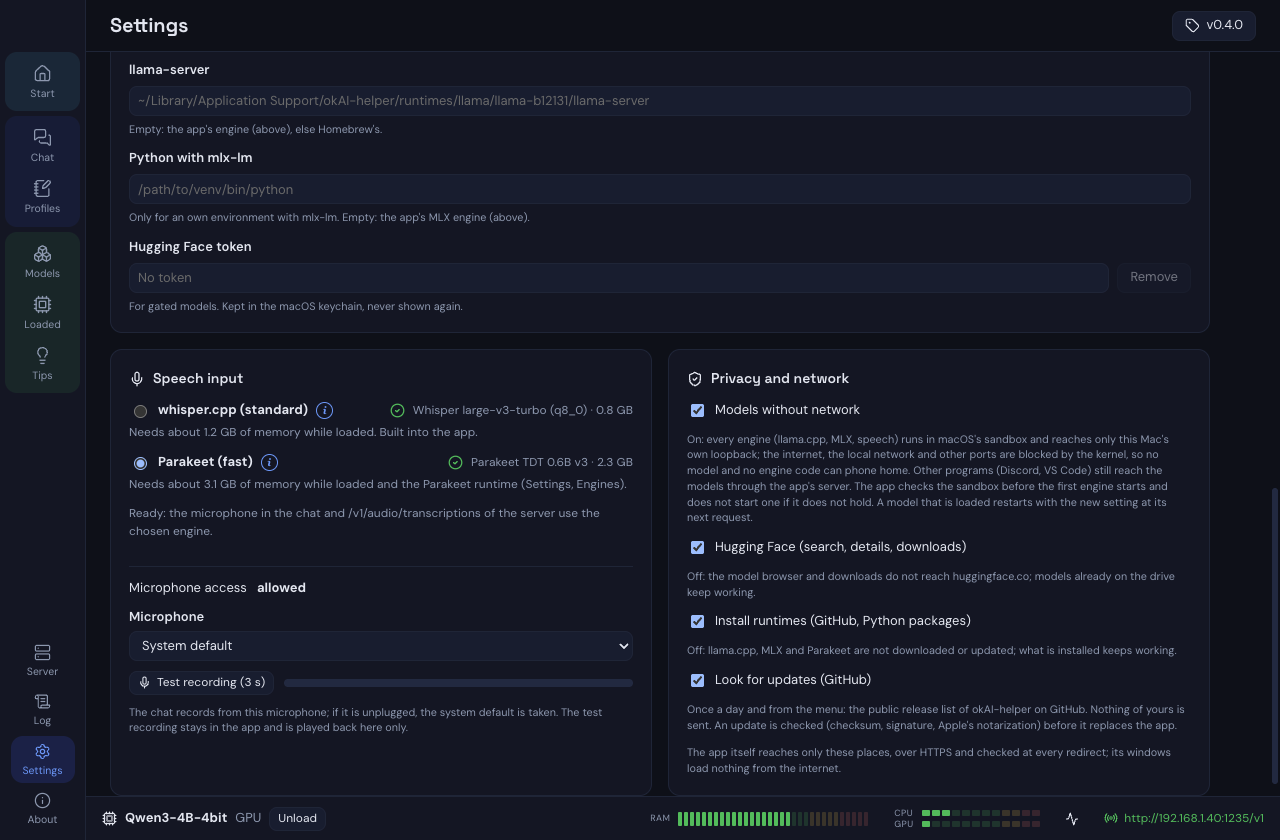 Settings
v0.4.0
Start
Chat
Profiles
Models
Loaded
Tips
Server
Log
Settings
About
llama-server
~/Library/Application Support/okAI-helper/runtimes/llama/llama-b12131/llama-server
Empty: the app's engine (above), else Homebrew's.
Python with mlx-lm
/path/to/venv/bin/python
Only for an own environment with mlx-lm. Empty: the app's MLX engine (above).
Hugging Face token
No token
Remove
For gated models. Kept in the macOS keychain, never shown again.
Speech input
whisper.cpp (standard)
Whisper large-v3-turbo (q8_0) · 0.8 GB
Needs about 1.2 GB of memory while loaded. Built into the app.
Parakeet (fast)
Parakeet TDT 0.6B v3 · 2.3 GB
Needs about 3.1 GB of memory while loaded and the Parakeet runtime (Settings, Engines).
Ready: the microphone in the chat and /v1/audio/transcriptions of the server use the
chosen engine.
Microphone access allowed
Microphone
System default
Test recording (3 s)
The chat records from this microphone; if it is unplugged, the system default is taken. The test
recording stays in the app and is played back here only.
Privacy and network
Models without network
On: every engine (llama.cpp, MLX, speech) runs in macOS's sandbox and reaches only this Mac's
own loopback; the internet, the local network and other ports are blocked by the kernel, so no
model and no engine code can phone home. Other programs (Discord, VS Code) still reach the
models through the app's server. The app checks the sandbox before the first engine starts and
does not start one if it does not hold. A model that is loaded restarts with the new setting at its
next request.
Hugging Face (search, details, downloads)
Off: the model browser and downloads do not reach huggingface.co; models already on the drive
keep working.
Install runtimes (GitHub, Python packages)
Off: llama.cpp, MLX and Parakeet are not downloaded or updated; what is installed keeps working.
Look for updates (GitHub)
Once a day and from the menu: the public release list of okAI-helper on GitHub. Nothing of yours is
sent. An update is checked (checksum, signature, Apple's notarization) before it replaces the app.
The app itself reaches only these places, over HTTPS and checked at every redirect; its windows
load nothing from the internet.
Qwen3-4B-4bit GPU
Unload
RAM
CPU
GPU
http://192.168.1.40:1235/v1